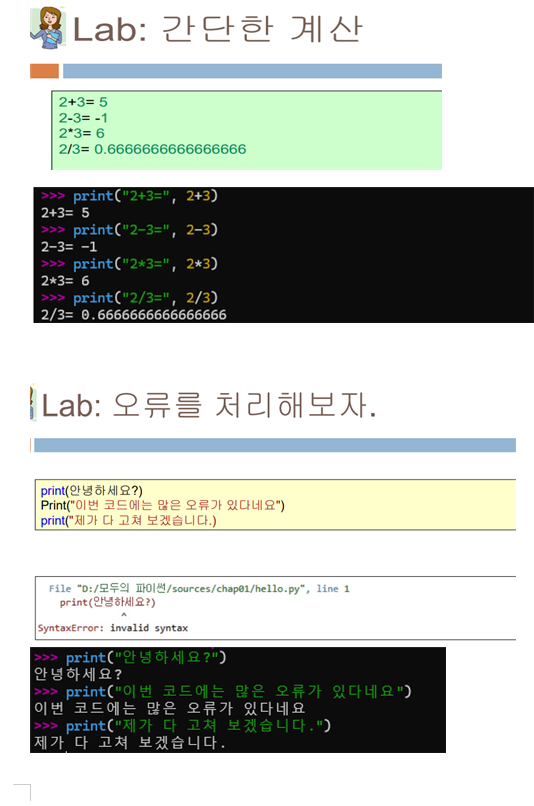 Lab: 간단한 계산
2+3= 5
2-3= -1
2*3= 6
2/3= 0.6666666666666666
>>> print("2+3=", 2+3)
2+3= 5
>>> print("2-3=", 2-3)
2-3= -1
>>> print("2*3=", 2*3)
2*3= 6
>>> print("2/3=", 2/3)
2/3= 0.6666666666666666
Lab: 오류를 처리해보자.
print(안녕하세요?)
Print("이번 코드에는 많은 오류가 있다네요")
print("제가 다 고쳐 보겠습니다.)
File "D:/모두의 파이썬/sources/chap01/hello.py", line 1
print(안녕하세요?)
^
SyntaxError: invalid syntax
>>> print("안녕하세요?")
안녕하세요?
>>> print("이번 코드에는 많은 오류가 있다네요")
이번 코드에는 많은 오류가 있다네요
>>> print("제가 다 고쳐 보겠습니다.")
제가 다 고쳐 보겠습니다.